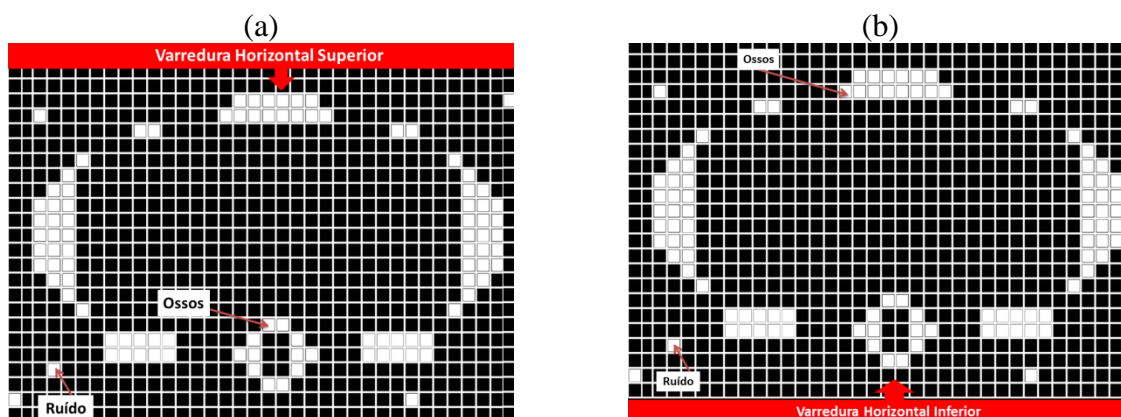 (a)
Varredura Horizontal Superior
Ossos
Ruído
(b)
Ossos
Ruído
Varredura Horizontal Inferior